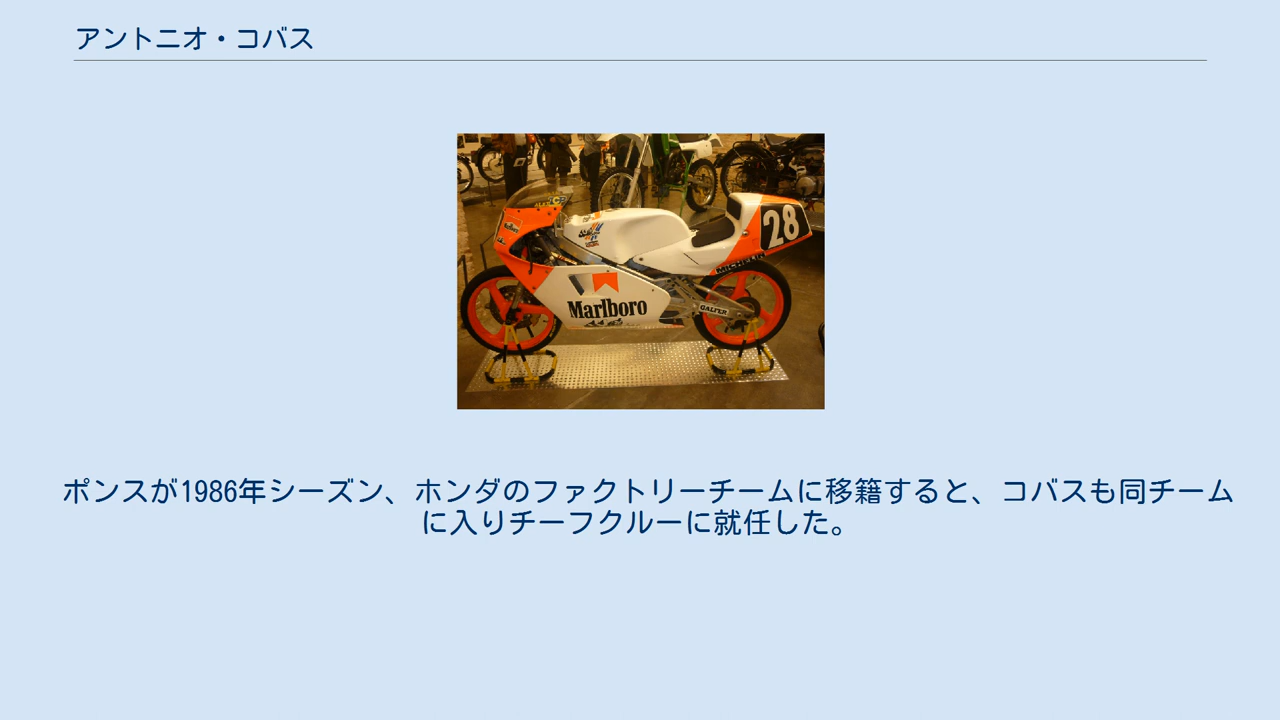 アントニオ・コバス
28
MICHELIN
Marlboro
GALFER
ポンスが1986年シーズン、ホンダのファクトリーチームに移籍すると、コバスも同チーム
に入りチーフクルーに就任した。